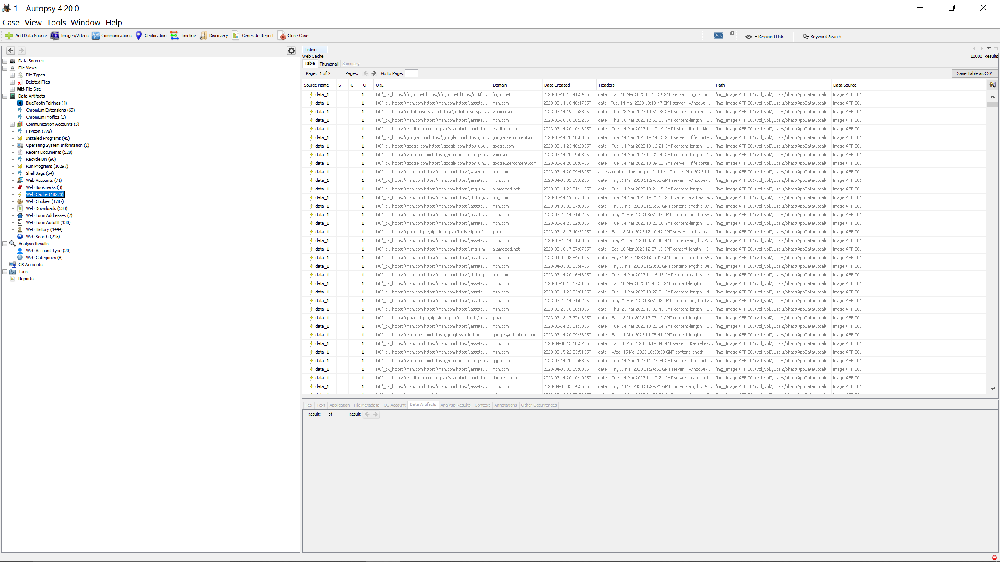 1 - Autopsy 4.20.0
Case View Tools Window Help
Add Data Source Images/Videos Communications Geolocation Timeline Discovery Generate Report Close Case 3 Keyword Lists Keyword Search
Data Sources
File Views
File Types
Deleted Files
MB File Size
Data Artifacts
BlueTooth Pairings (4)
Chromium Extensions (69)
Chromium Profiles (3)
Communication Accounts (5)
Favicon (778)
Installed Programs (45)
Operating System Information (1)
Recent Documents (528)
Recycle Bin (90)
Run Programs (10297)
Shell Bags (64)
Web Accounts (71)
Web Bookmarks (3)
Web Cache (18223)
Web Cookies (1787)
Web Downloads (530)
Web Form Addresses (7)
Web Form Autofill (130)
Web History (1444)
Web Search (215)
Analysis Results
Web Account Type (20)
Web Categories (8)
OS Accounts
Tags
Reports
Listing
Web Cache
10000 Results
Table Thumbnail Summary
Page: 1 of 2 Pages: Go to Page: Save Table as CSV
Source Name S C O URL Domain Date Created Headers Path Data Source
data_1 1 1/0/_dk_https://fugu.chat https://fugu.chat https://s3.fu... fugu.chat 2023-03-18 17:41:24 IST date : Sat, 18 Mar 2023 12:11:24 GMT server : nginx con... /img_Image.AFF.001/vol_vol7/Users/bhatt/AppData/Local/... Image.AFF.001
data_1 1 1/0/_dk_https://msn.com https://msn.com https://assets.... msn.com 2023-03-14 18:40:47 IST date : Tue, 14 Mar 2023 13:10:47 GMT server : Windows-... /img_Image.AFF.001/vol_vol7/Users/bhatt/AppData/Local/... Image.AFF.001
data_1 1 1/0/_dk_https://indiahouse.space https://indiahouse.spac... vmmcdn.com 2023-03-14 19:07:33 IST date : Thu, 23 Mar 2023 10:51:28 GMT server : openrest... /img_Image.AFF.001/vol_vol7/Users/bhatt/AppData/Local/... Image.AFF.001
data_1 1 1/0/_dk_https://msn.com https://msn.com https://assets.... msn.com 2023-03-16 18:28:22 IST date : Thu, 16 Mar 2023 12:58:21 GMT content-length : 1... /img_Image.AFF.001/vol_vol7/Users/bhatt/AppData/Local/... Image.AFF.001
data_1 1 1/0/_dk_https://ytadblock.com https://ytadblock.com http... ytadblock.com 2023-03-14 20:10:18 IST date : Tue, 14 Mar 2023 14:40:19 GMT last-modified : Mo... /img_Image.AFF.001/vol_vol7/Users/bhatt/AppData/Local/... Image.AFF.001
data_1 1 1/0/_dk_https://google.com https://google.com https://lh3... googleusercontent.com 2023-03-14 20:10:00 IST date : Tue, 14 Mar 2023 14:14:55 GMT server : fife conte... /img_Image.AFF.001/vol_vol7/Users/bhatt/AppData/Local/... Image.AFF.001
data_1 1 1/0/_dk_https://google.com https://google.com https://w... google.com 2023-03-14 23:46:23 IST date : Tue, 14 Mar 2023 18:16:24 GMT content-length : 1... /img_Image.AFF.001/vol_vol7/Users/bhatt/AppData/Local/... Image.AFF.001
data_1 1 1/0/_dk_https://youtube.com https://youtube.com https:/... ytimg.com 2023-03-14 20:09:08 IST date : Tue, 14 Mar 2023 14:31:30 GMT content-length : 1... /img_Image.AFF.001/vol_vol7/Users/bhatt/AppData/Local/... Image.AFF.001
data_1 1 1/0/_dk_https://google.com https://google.com https://lh3... googleusercontent.com 2023-03-14 20:10:04 IST date : Tue, 14 Mar 2023 13:09:52 GMT server : fife conte... /img_Image.AFF.001/vol_vol7/Users/bhatt/AppData/Local/... Image.AFF.001
data_1 1 1/0/_dk_https://msn.com https://msn.com https://www.bi... bing.com 2023-03-14 20:09:43 IST access-control-allow-origin : * date : Tue, 14 Mar 2023 14... /img_Image.AFF.001/vol_vol7/Users/bhatt/AppData/Local/... Image.AFF.001
data_1 1 1/0/_dk_https://msn.com https://msn.com https://assets.... msn.com 2023-04-01 02:55:02 IST date : Fri, 31 Mar 2023 21:24:53 GMT server : Windows-... /img_Image.AFF.001/vol_vol7/Users/bhatt/AppData/Local/... Image.AFF.001
data_1 1 1/0/_dk_https://msn.com https://msn.com https://img-s-m... akamaized.net 2023-03-14 23:51:14 IST date : Tue, 14 Mar 2023 18:21:15 GMT content-length : 1... /img_Image.AFF.001/vol_vol7/Users/bhatt/AppData/Local/... Image.AFF.001
data_1 1 1/0/_dk_https://msn.com https://msn.com https://th.bing.... bing.com 2023-03-14 19:56:10 IST date : Tue, 14 Mar 2023 14:26:11 GMT x-check-cacheable... /img_Image.AFF.001/vol_vol7/Users/bhatt/AppData/Local/... Image.AFF.001
data_1 1 1/0/_dk_https://msn.com https://msn.com https://assets.... msn.com 2023-04-01 02:57:09 IST date : Fri, 31 Mar 2023 21:26:59 GMT content-length : 97... /img_Image.AFF.001/vol_vol7/Users/bhatt/AppData/Local/... Image.AFF.001
data_1 1 1/0/_dk_https://msn.com https://msn.com https://assets.... msn.com 2023-03-21 14:21:07 IST date : Tue, 21 Mar 2023 08:51:07 GMT content-length : 55... /img_Image.AFF.001/vol_vol7/Users/bhatt/AppData/Local/... Image.AFF.001
data_1 1 1/0/_dk_https://msn.com https://msn.com https://assets.... msn.com 2023-03-14 23:52:00 IST date : Tue, 14 Mar 2023 18:22:00 GMT content-length : 3... /img_Image.AFF.001/vol_vol7/Users/bhatt/AppData/Local/... Image.AFF.001
data_1 1 1/0/_dk_https://lpu.in https://lpu.in https://lpulive.lpu.in/1... lpu.in 2023-03-18 17:40:22 IST date : Sat, 18 Mar 2023 12:10:47 GMT server : nginx last... /img_Image.AFF.001/vol_vol7/Users/bhatt/AppData/Local/... Image.AFF.001
data_1 1 1/0/_dk_https://msn.com https://msn.com https://assets.... msn.com 2023-03-21 14:21:08 IST date : Tue, 21 Mar 2023 08:51:08 GMT content-length : 77... /img_Image.AFF.001/vol_vol7/Users/bhatt/AppData/Local/... Image.AFF.001
data_1 1 1/0/_dk_https://msn.com https://msn.com https://img-s-m... akamaized.net 2023-03-18 17:37:07 IST date : Sat, 18 Mar 2023 12:07:10 GMT content-length : 3... /img_Image.AFF.001/vol_vol7/Users/bhatt/AppData/Local/... Image.AFF.001
data_1 1 1/0/_dk_https://msn.com https://msn.com https://assets.... msn.com 2023-04-01 02:54:11 IST date : Fri, 31 Mar 2023 21:24:01 GMT content-length : 56... /img_Image.AFF.001/vol_vol7/Users/bhatt/AppData/Local/... Image.AFF.001
data_1 1 1/0/_dk_https://msn.com https://msn.com https://assets.... msn.com 2023-04-01 02:53:44 IST date : Fri, 31 Mar 2023 21:23:35 GMT content-length : 34... /img_Image.AFF.001/vol_vol7/Users/bhatt/AppData/Local/... Image.AFF.001
data_1 1 1/0/_dk_https://msn.com https://msn.com https://th.bing.... bing.com 2023-03-14 20:16:43 IST date : Tue, 14 Mar 2023 14:46:43 GMT x-check-cacheable... /img_Image.AFF.001/vol_vol7/Users/bhatt/AppData/Local/... Image.AFF.001
data_1 1 1/0/_dk_https://msn.com https://msn.com https://assets.... msn.com 2023-03-18 17:17:31 IST date : Sat, 18 Mar 2023 11:47:30 GMT content-length : 1... /img_Image.AFF.001/vol_vol7/Users/bhatt/AppData/Local/... Image.AFF.001
data_1 1 1/0/_dk_https://msn.com https://msn.com https://assets.... msn.com 2023-03-14 23:52:01 IST date : Tue, 14 Mar 2023 18:22:01 GMT content-length : 4... /img_Image.AFF.001/vol_vol7/Users/bhatt/AppData/Local/... Image.AFF.001
data_1 1 1/0/_dk_https://msn.com https://msn.com https://assets.... msn.com 2023-03-21 14:21:02 IST date : Tue, 21 Mar 2023 08:51:02 GMT content-length : 17... /img_Image.AFF.001/vol_vol7/Users/bhatt/AppData/Local/... Image.AFF.001
data_1 1 1/0/_dk_https://msn.com https://msn.com https://assets.... msn.com 2023-03-23 16:38:40 IST date : Thu, 23 Mar 2023 11:08:41 GMT content-length : 3... /img_Image.AFF.001/vol_vol7/Users/bhatt/AppData/Local/... Image.AFF.001
data_1 1 1/0/_dk_https://lpu.in https://lpu.in https://ums.lpu.in/lpu... lpu.in 2023-03-18 17:37:18 IST date : Sat, 18 Mar 2023 12:07:17 GMT content-length : 1... /img_Image.AFF.001/vol_vol7/Users/bhatt/AppData/Local/... Image.AFF.001
data_1 1 1/0/_dk_https://msn.com https://msn.com https://assets.... msn.com 2023-03-14 23:51:13 IST date : Tue, 14 Mar 2023 18:21:14 GMT content-length : 5... /img_Image.AFF.001/vol_vol7/Users/bhatt/AppData/Local/... Image.AFF.001
data_1 1 1/0/_dk_https://youtube.com https://googlesyndication.co... googlesyndication.com 2023-03-14 20:09:23 IST date : Sat, 11 Mar 2023 14:05:41 GMT content-length : 1... /img_Image.AFF.001/vol_vol7/Users/bhatt/AppData/Local/... Image.AFF.001
data_1 1 1/0/_dk_https://msn.com https://msn.com https://assets.... msn.com 2023-04-08 15:10:27 IST date : Sat, 08 Apr 2023 10:14:34 GMT server : Kestrel ex... /img_Image.AFF.001/vol_vol7/Users/bhatt/AppData/Local/... Image.AFF.001
data_1 1 1/0/_dk_https://msn.com https://msn.com https://assets.... msn.com 2023-03-15 22:03:51 IST date : Wed, 15 Mar 2023 16:33:50 GMT content-length : ... /img_Image.AFF.001/vol_vol7/Users/bhatt/AppData/Local/... Image.AFF.001
data_1 1 1/0/_dk_https://youtube.com https://youtube.com https:/... ggpht.com 2023-03-14 20:07:58 IST date : Tue, 14 Mar 2023 11:23:24 GMT server : fife conte... /img_Image.AFF.001/vol_vol7/Users/bhatt/AppData/Local/... Image.AFF.001
data_1 1 1/0/_dk_https://msn.com https://msn.com https://assets.... msn.com 2023-04-01 02:55:00 IST date : Fri, 31 Mar 2023 21:24:51 GMT server : Windows-... /img_Image.AFF.001/vol_vol7/Users/bhatt/AppData/Local/... Image.AFF.001
data_1 1 1/0/_dk_https://ytadblock.com https://ytadblock.com http... doubleclick.net 2023-03-14 20:10:19 IST date : Tue, 14 Mar 2023 14:40:21 GMT server : cafe cont... /img_Image.AFF.001/vol_vol7/Users/bhatt/AppData/Local/... Image.AFF.001
data_1 1 1/0/_dk_https://msn.com https://msn.com https://assets.... msn.com 2023-04-01 02:54:36 IST date : Fri, 31 Mar 2023 21:24:26 GMT content-length : 43... /img_Image.AFF.001/vol_vol7/Users/bhatt/AppData/Local/... Image.AFF.001
Hex Text Application File Metadata OS Account Data Artifacts Analysis Results Context Annotations Other Occurrences
Result: of Result